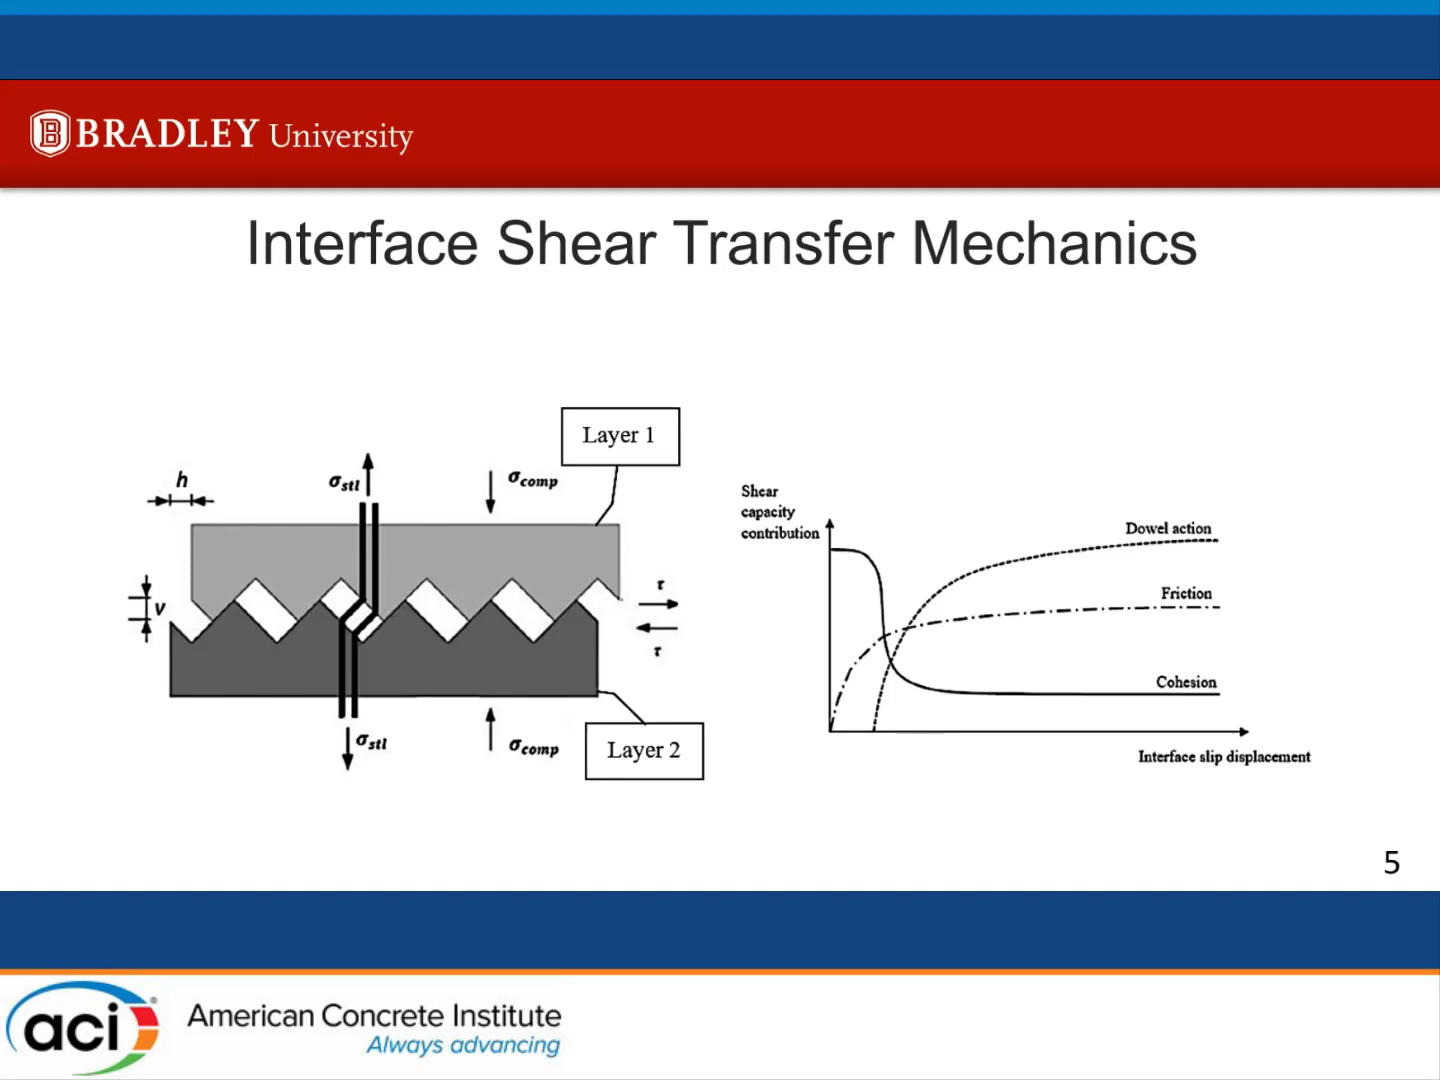 BRADLEY University
Interface Shear Transfer Mechanics
Layer 1
h
σstl
σcomp
v
τ
τ
σstl
σcomp
Layer 2
Shear
capacity
contribution
Dowel action
Friction
Cohesion
Interface slip displacement
5
aci®
American Concrete Institute
Always advancing